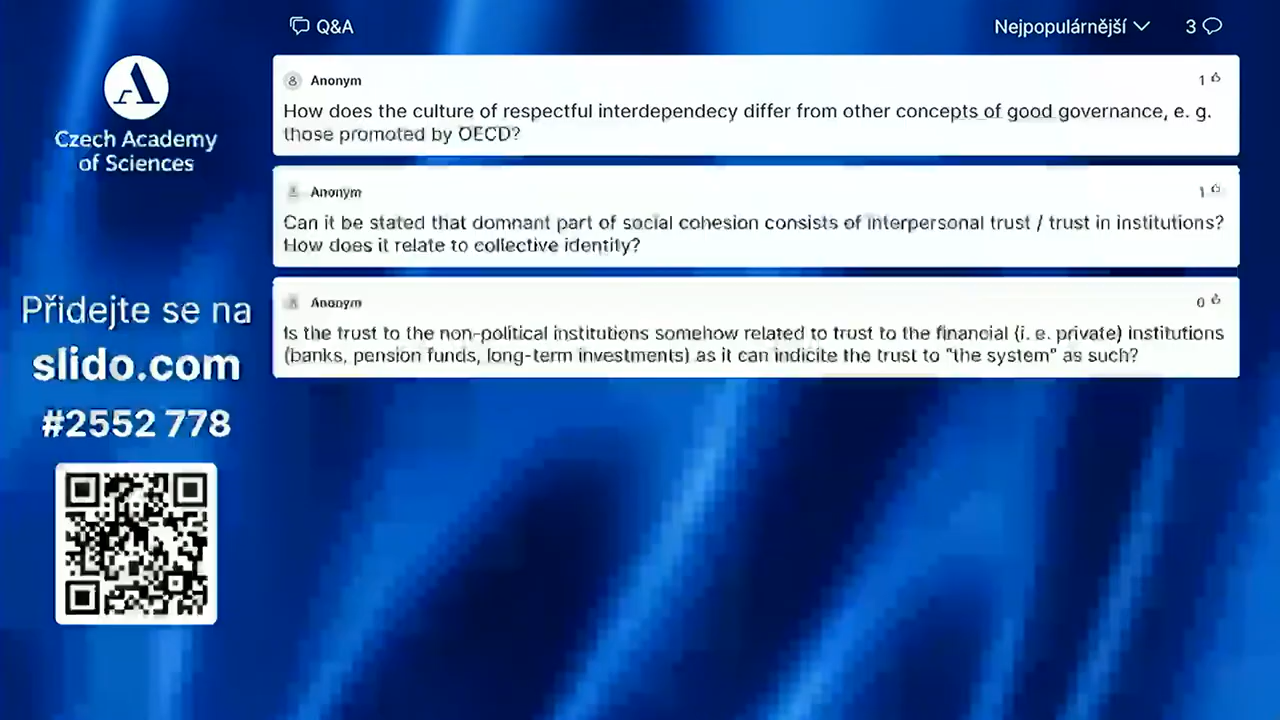 Q&A
Nejpopulárnější
3
Czech Academy
of Sciences
Přidejte se na
slido.com
#2552 778
Anonym
1
How does the culture of respectful interdependecy differ from other concepts of good governance, e. g.
those promoted by OECD?
Anonym
1
Can it be stated that domnant part of social cohesion consists of interpersonal trust / trust in institutions?
How does it relate to collective identity?
Anonym
0
Is the trust to the non-political institutions somehow related to trust to the financial (i. e. private) institutions
(banks, pension funds, long-term investments) as it can indicite the trust to "the system" as such?